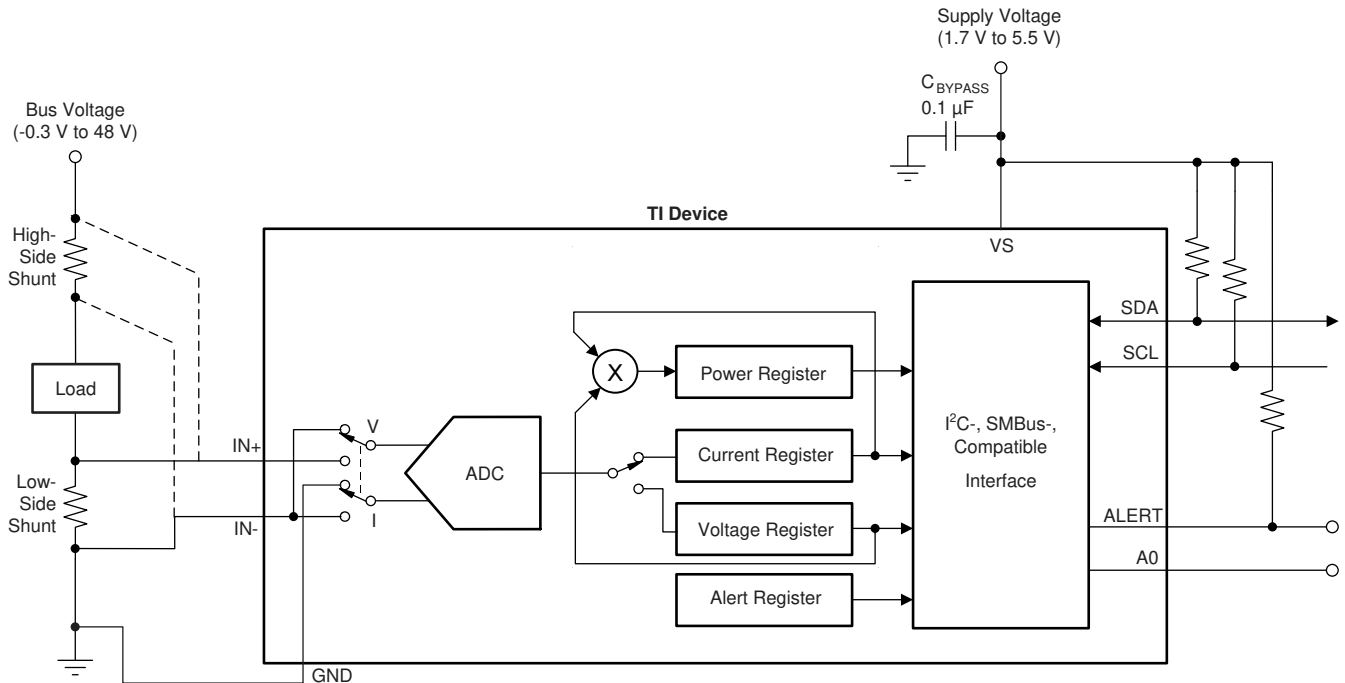 Supply Voltage
(1.7 V to 5.5 V)
C BYPASS
0.1 µF
Bus Voltage
(-0.3 V to 48 V)
TI Device
VS
High-
Side
Shunt
Load
Low-
Side
Shunt
IN+
IN-
V
I
ADC
X
Power Register
Current Register
Voltage Register
Alert Register
I²C-, SMBus-,
Compatible
Interface
SDA
SCL
ALERT
A0
GND